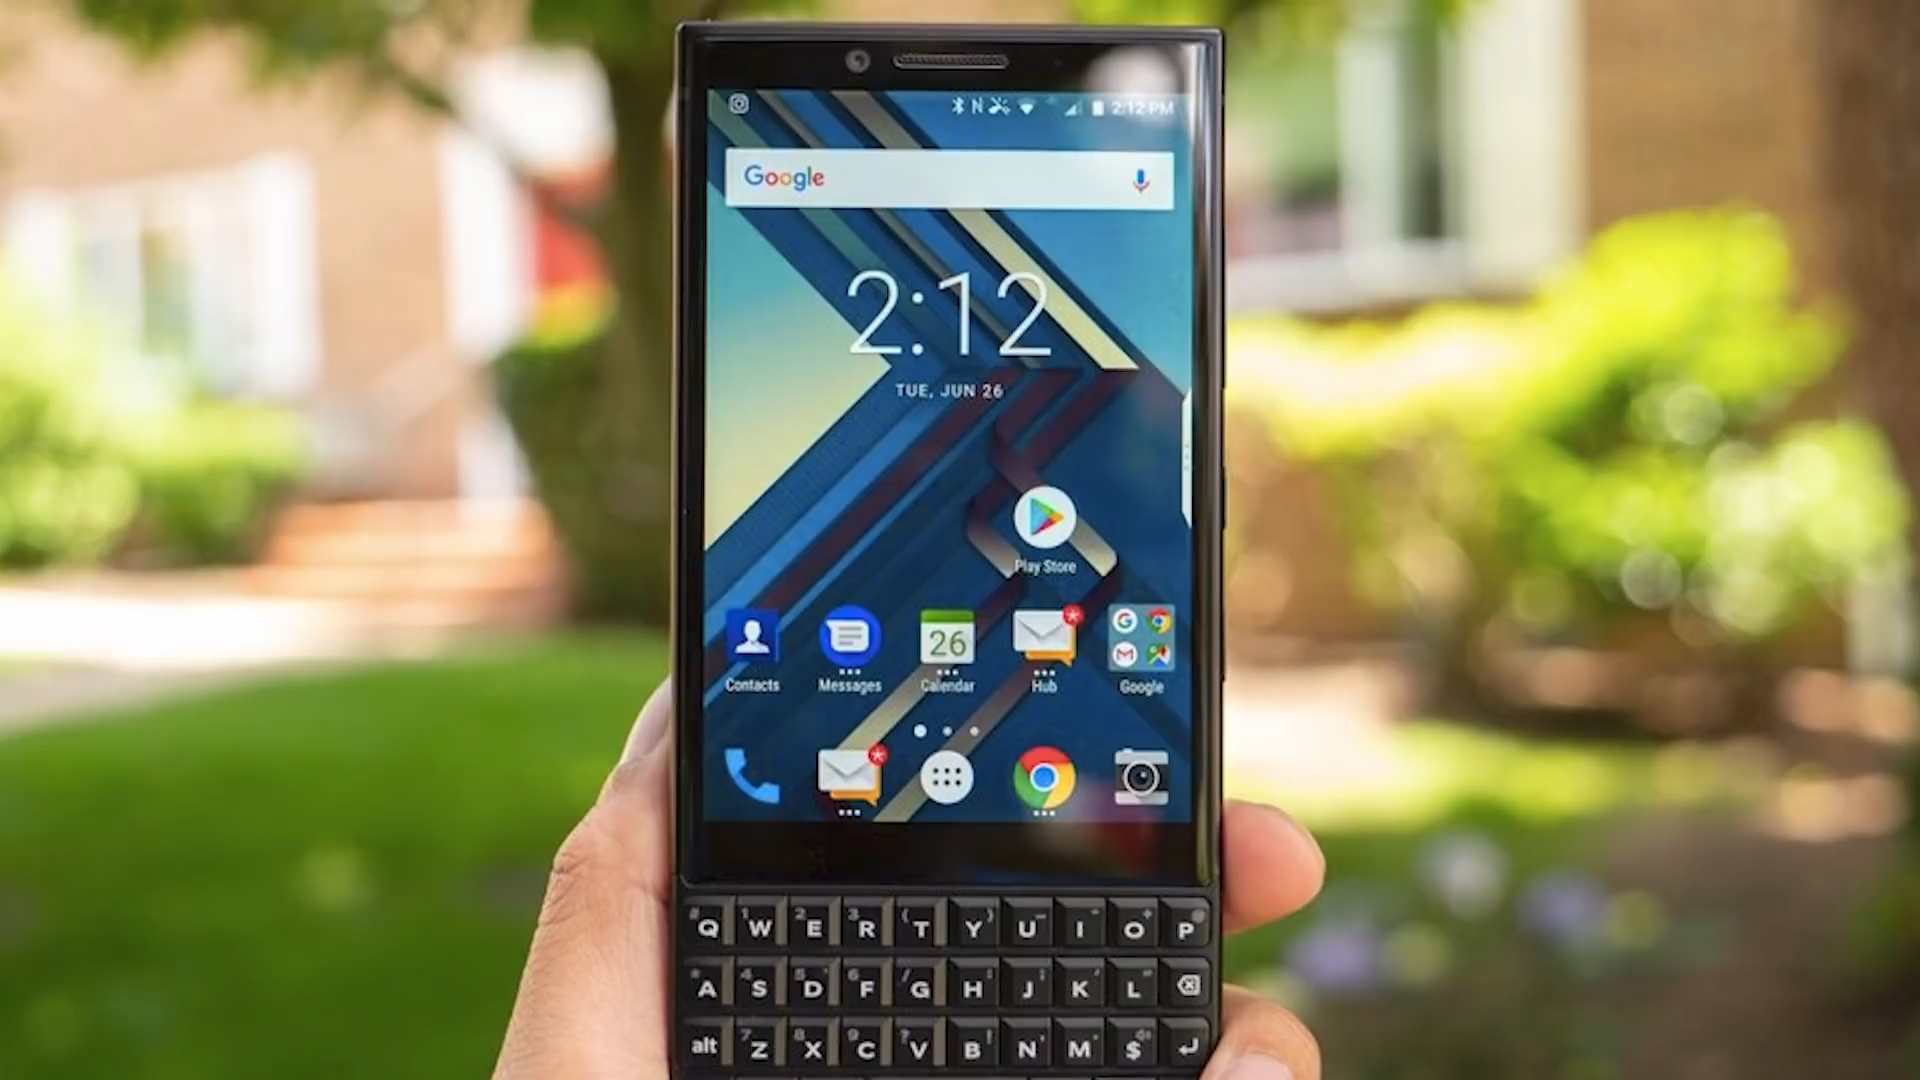 2:12 PM
Google
2:12
TUE, JUN 26
Play Store
26
Contacts Messages Calendar Hub Google
Q W E R T Y U I O P
A S D F G H J K L
alt Z X C V B N M $